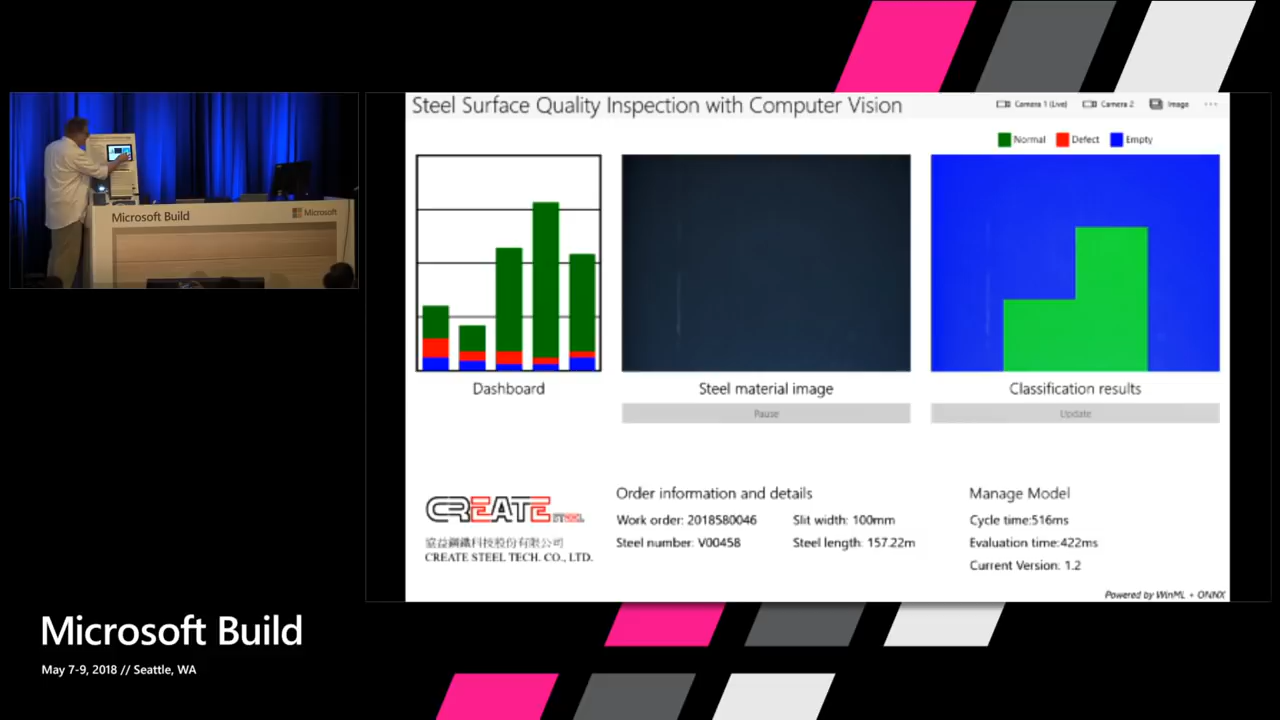 Steel Surface Quality Inspection with Computer Vision
Camera 1 (Live)
Camera 2
Image
Normal
Defect
Empty
Microsoft Build
Microsoft
Dashboard
Steel material image
Classification results
Pause
Update
CREATE STEEL
協益鋼鐵科技股份有限公司
CREATE STEEL TECH. CO., LTD.
Order information and details
Work order: 2018580046
Slit width: 100mm
Steel number: V00458
Steel length: 157.22m
Manage Model
Cycle time:516ms
Evaluation time:422ms
Current Version: 1.2
Powered by WinML + ONNX
Microsoft Build
May 7-9, 2018 // Seattle, WA